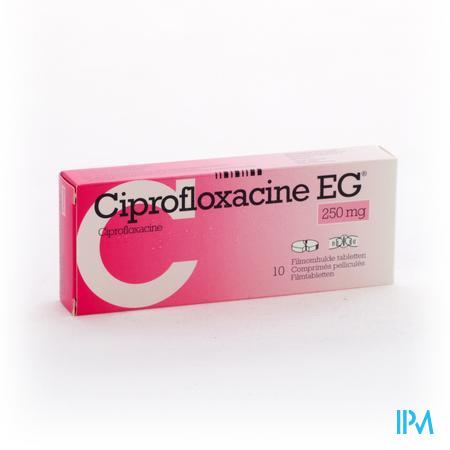 C
Ciprofloxacine EG®
Ciprofloxacine
250 mg
10
Filmomhulde tabletten
Comprimés pelliculés
Filmtabletten
IPM